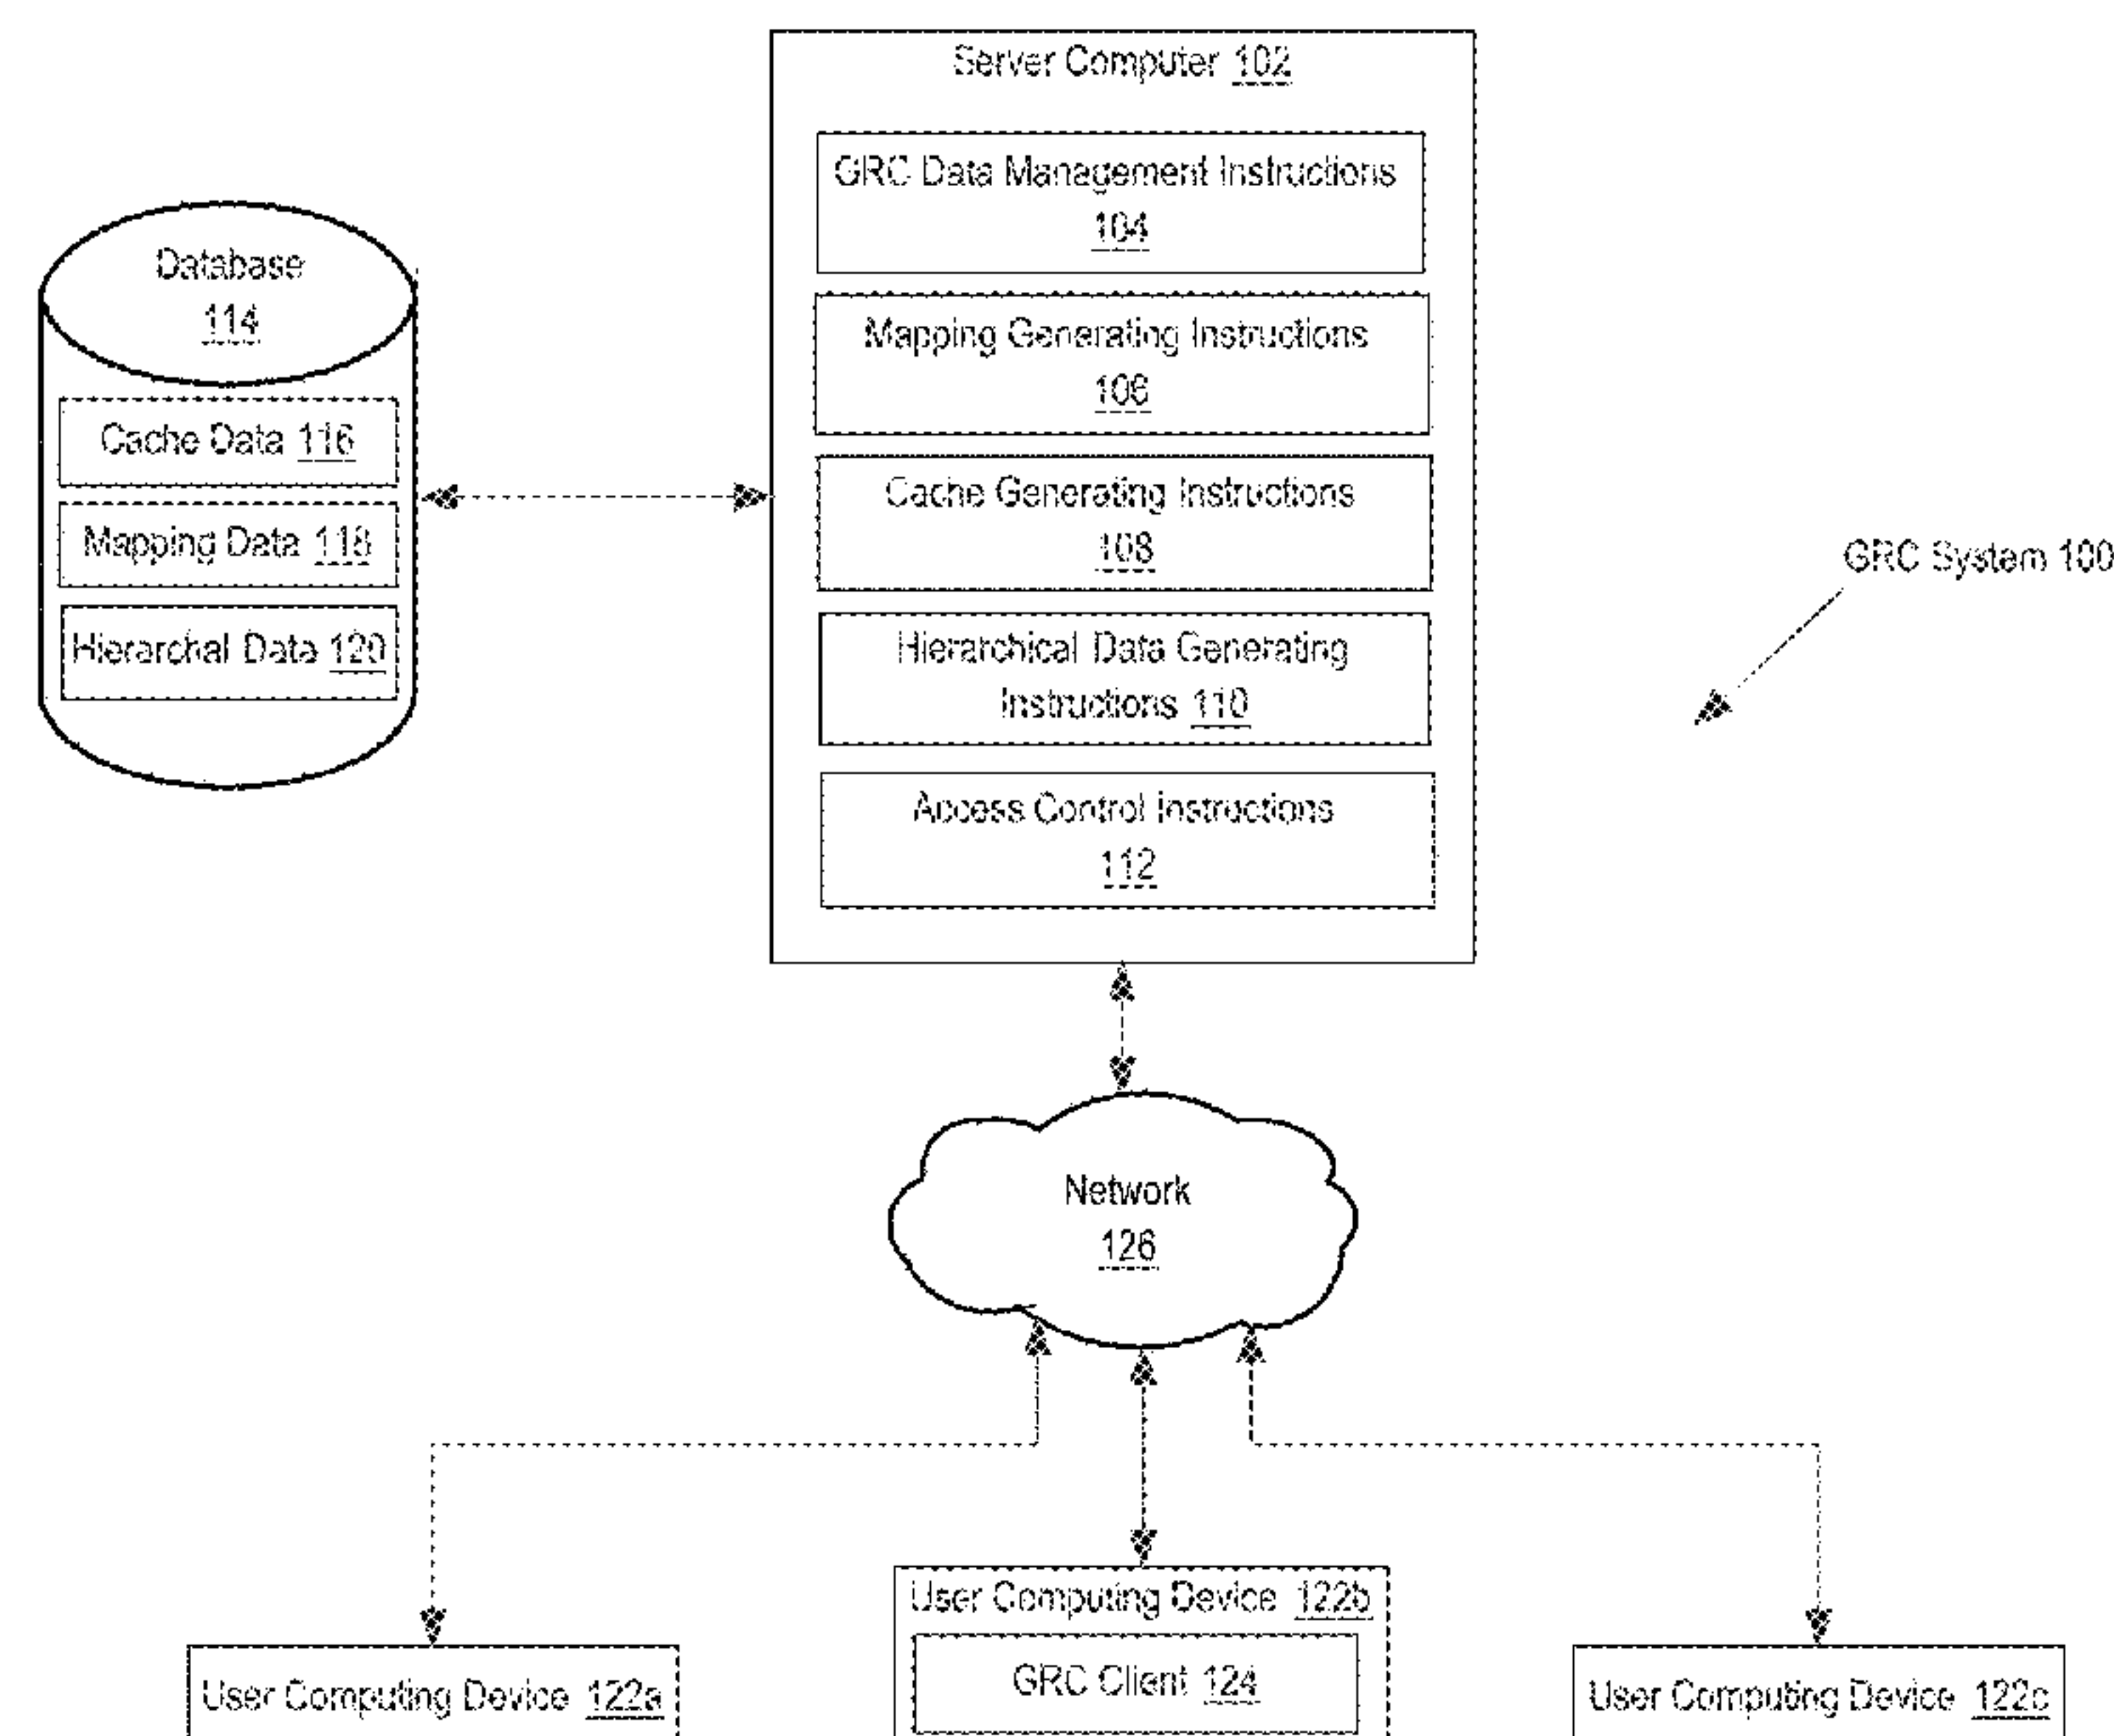 Server Computer 102
GRC Data Management Instructions
104
Mapping Generating Instructions
106
Cache Generating Instructions
108
Hierarchical Data Generating
Instructions 110
Access Control Instructions
112
Database
114
Cache Data 116
Mapping Data 118
Hierarchal Data 120
GRC System 100
Network
126
User Computing Device 122a
User Computing Device 122b
GRC Client 124
User Computing Device 122c